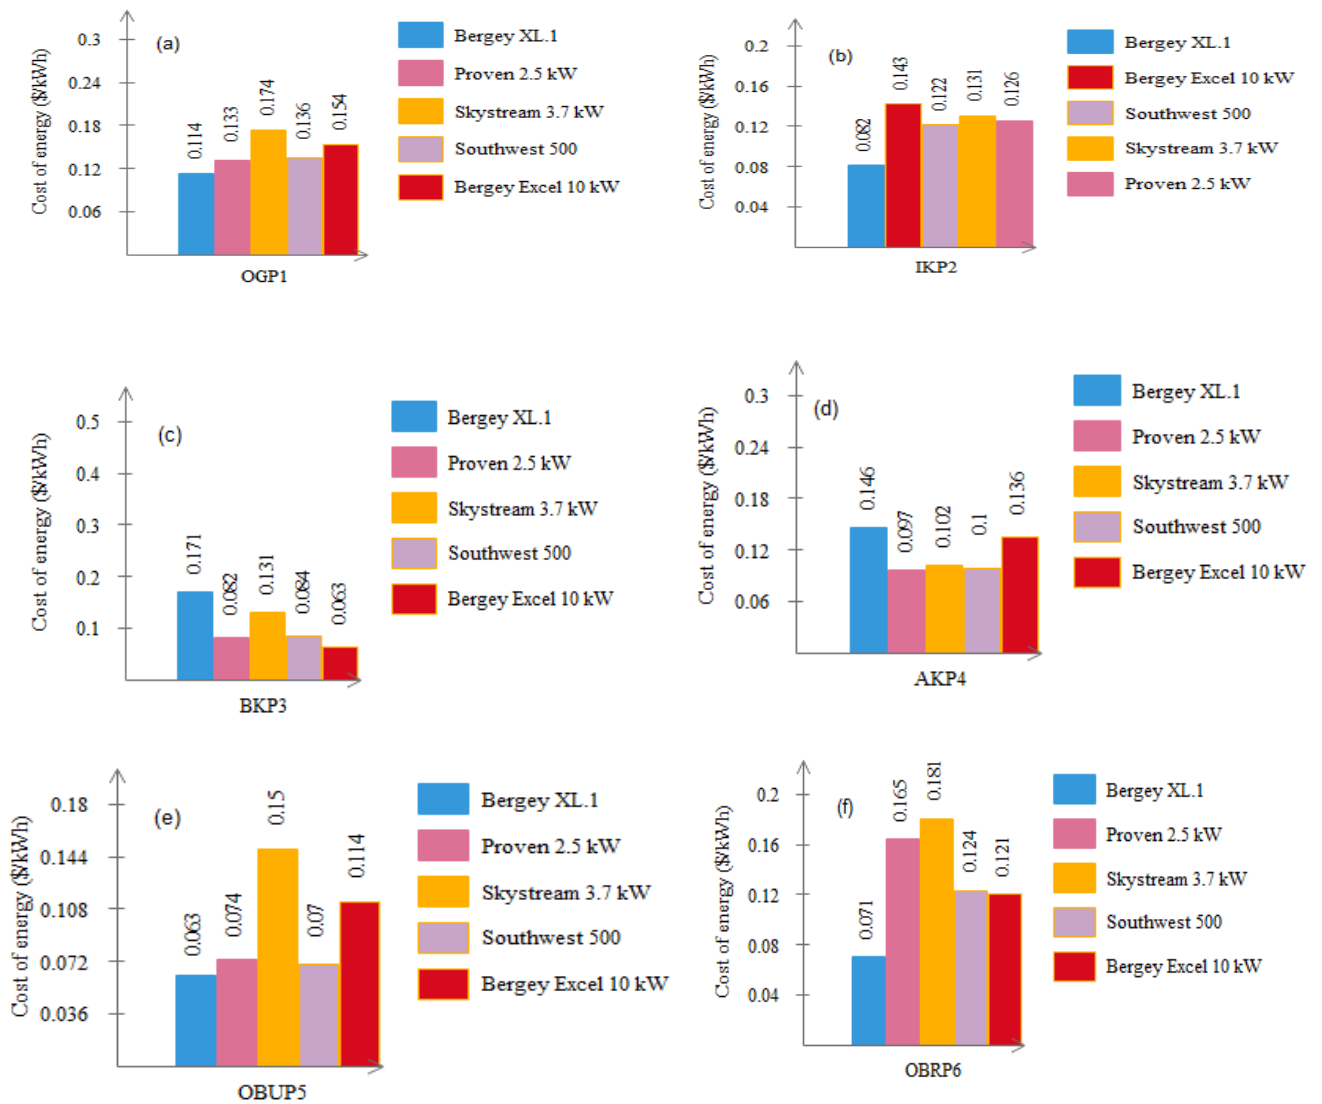 (a)
Cost of energy ($/kWh)
0.3
0.24
0.18
0.12
0.06
0.114
0.133
0.174
0.136
0.154
OGP1
Bergey XL.1
Proven 2.5 kW
Skystream 3.7 kW
Southwest 500
Bergey Excel 10 kW
(b)
Cost of energy ($/kWh)
0.2
0.16
0.12
0.08
0.04
0.082
0.143
0.122
0.131
0.126
IKP2
Bergey XL.1
Bergey Excel 10 kW
Southwest 500
Skystream 3.7 kW
Proven 2.5 kW
(c)
Cost of energy ($/kWh)
0.5
0.4
0.3
0.2
0.1
0.171
0.082
0.131
0.084
0.063
BKP3
Bergey XL.1
Proven 2.5 kW
Skystream 3.7 kW
Southwest 500
Bergey Excel 10 kW
(d)
Cost of energy ($/kWh)
0.3
0.24
0.18
0.12
0.06
0.146
0.097
0.102
0.1
0.136
AKP4
Bergey XL.1
Proven 2.5 kW
Skystream 3.7 kW
Southwest 500
Bergey Excel 10 kW
(e)
Cost of energy ($/kWh)
0.18
0.144
0.108
0.072
0.036
0.063
0.074
0.15
0.07
0.114
OBUP5
Bergey XL.1
Proven 2.5 kW
Skystream 3.7 kW
Southwest 500
Bergey Excel 10 kW
(f)
Cost of energy ($/kWh)
0.2
0.16
0.12
0.08
0.04
0.071
0.165
0.181
0.124
0.121
OBRP6
Bergey XL.1
Proven 2.5 kW
Skystream 3.7 kW
Southwest 500
Bergey Excel 10 kW